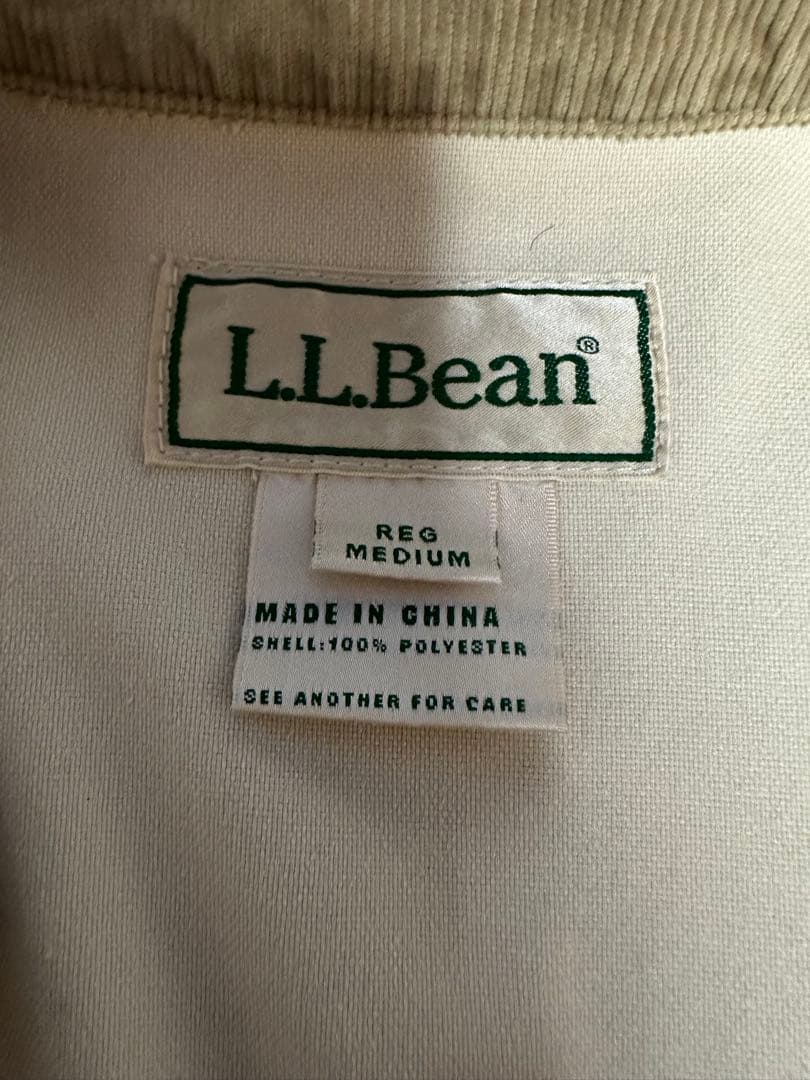 L.L.Bean®
REG
MEDIUM
MADE IN CHINA
SHELL:100% POLYESTER
SEE ANOTHER FOR CARE